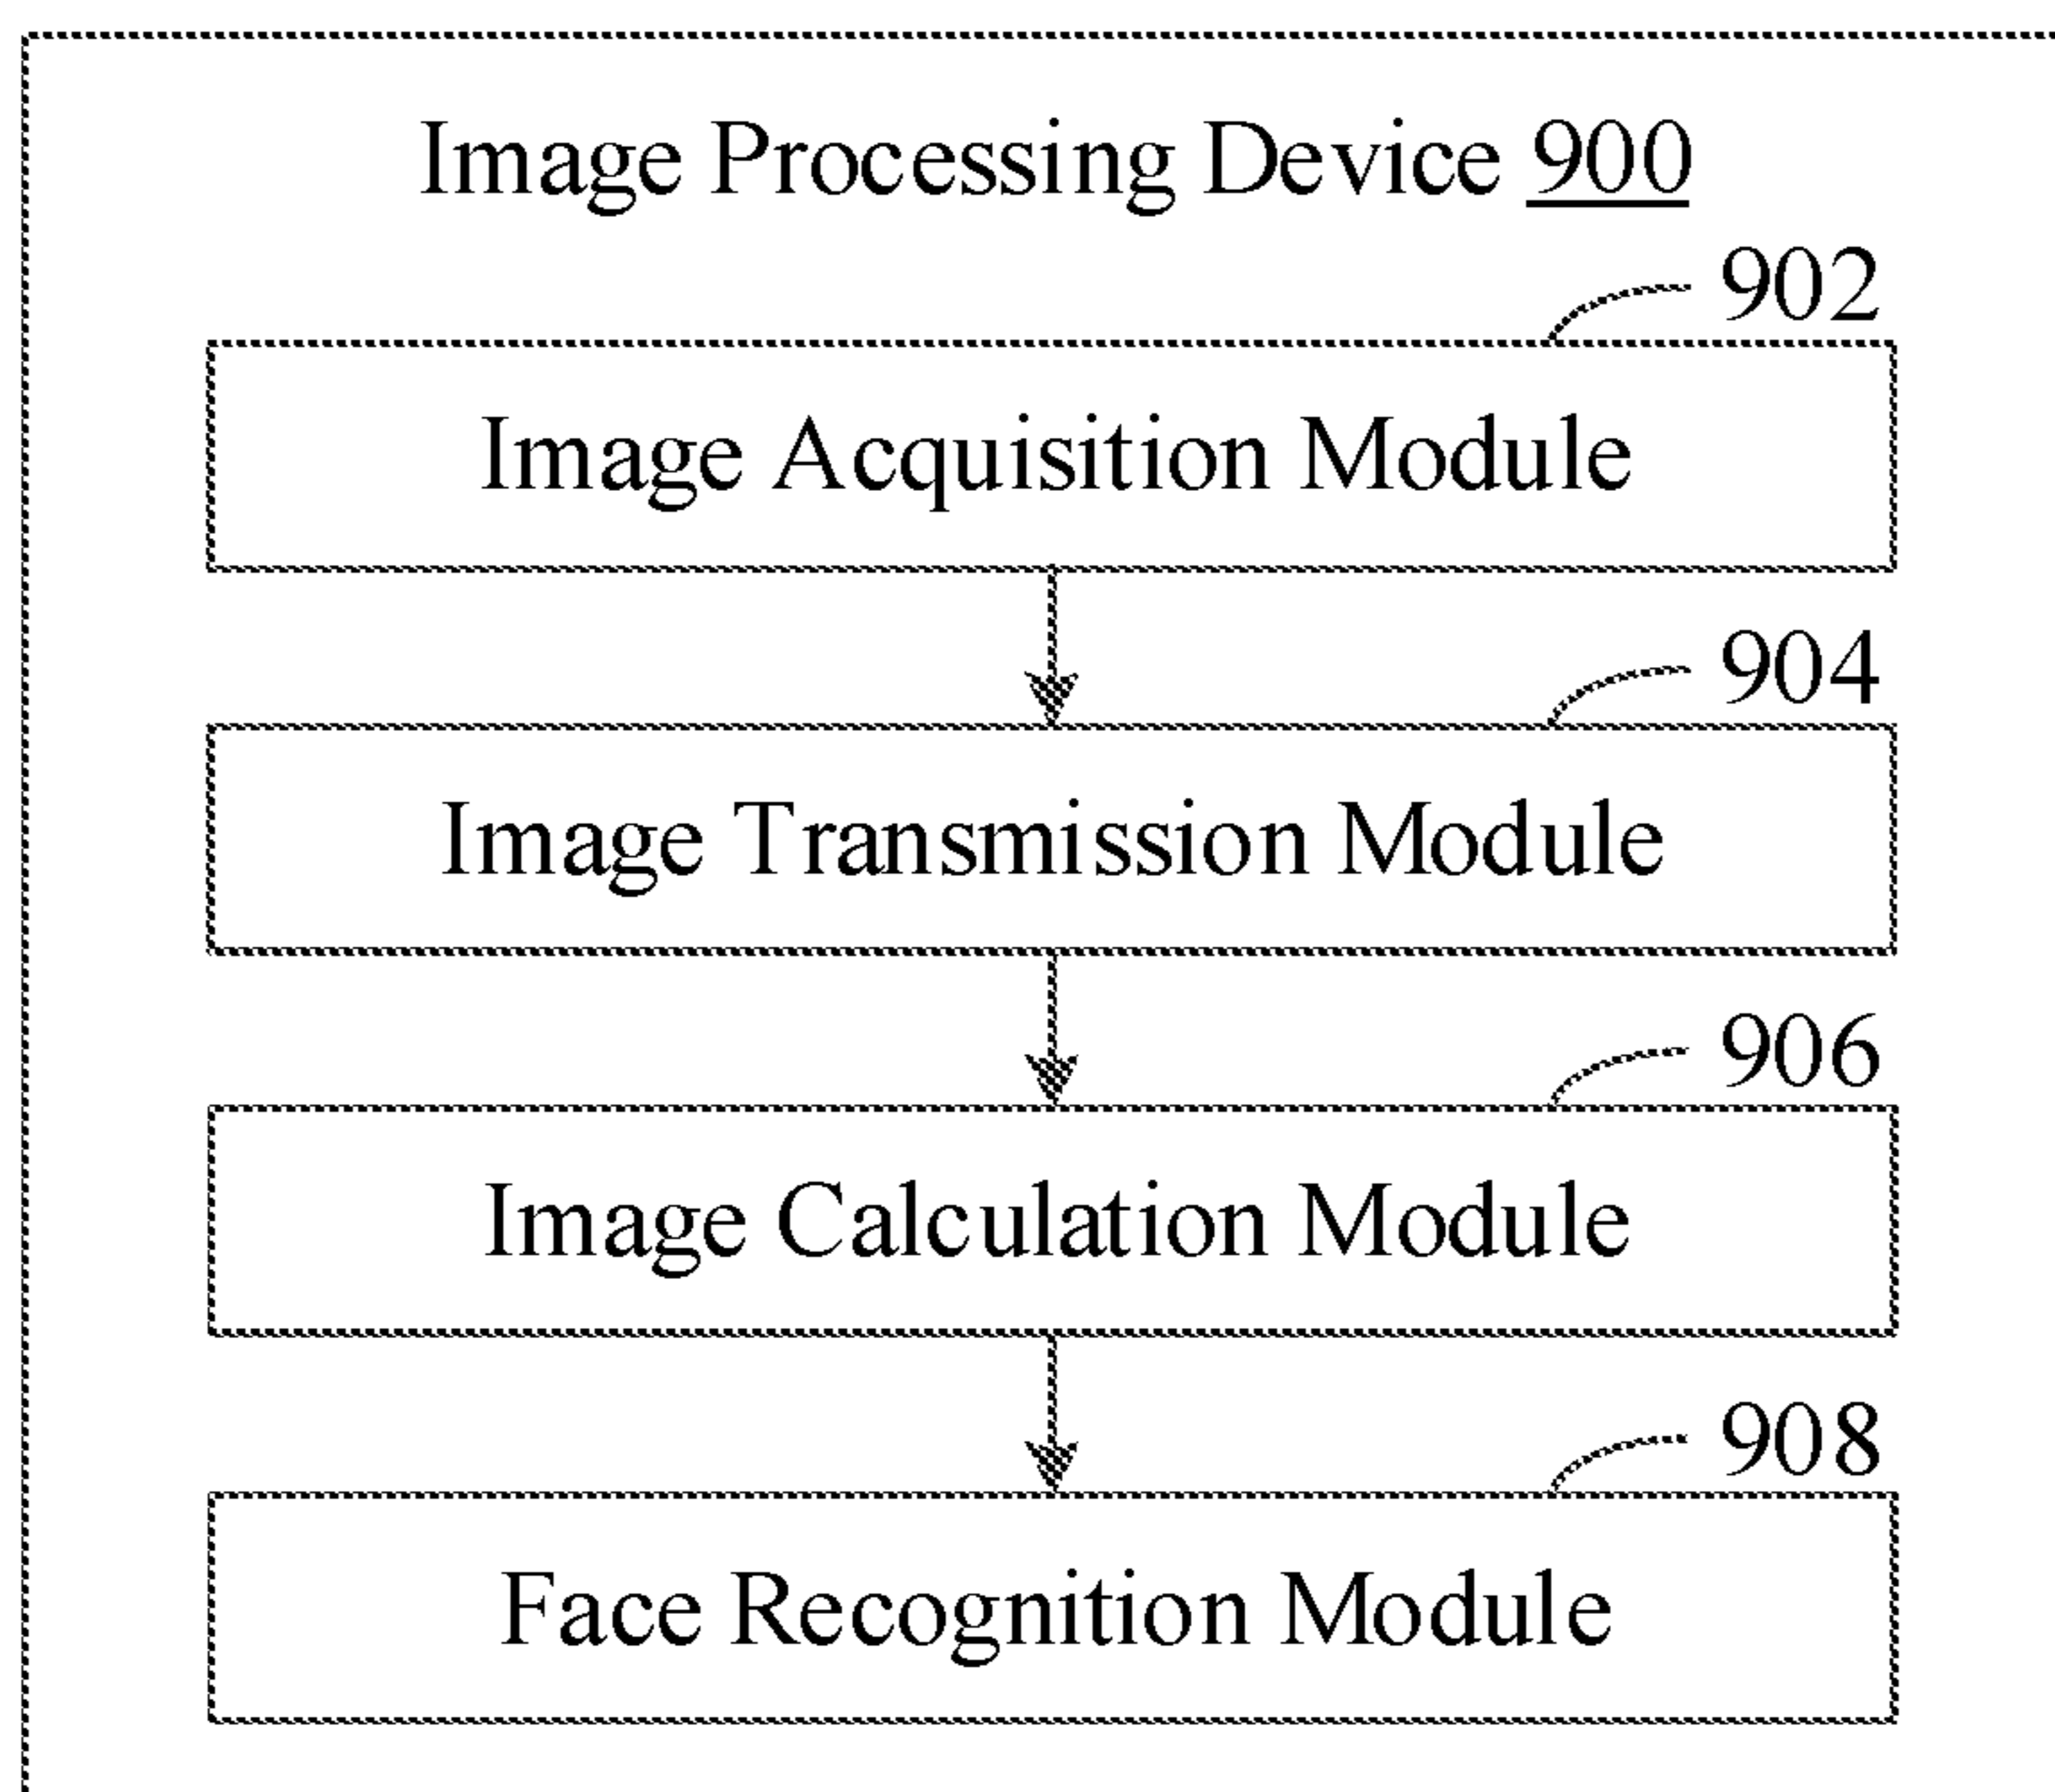 Image Processing Device 900
902
Image Acquisition Module
904
Image Transmission Module
906
Image Calculation Module
908
Face Recognition Module